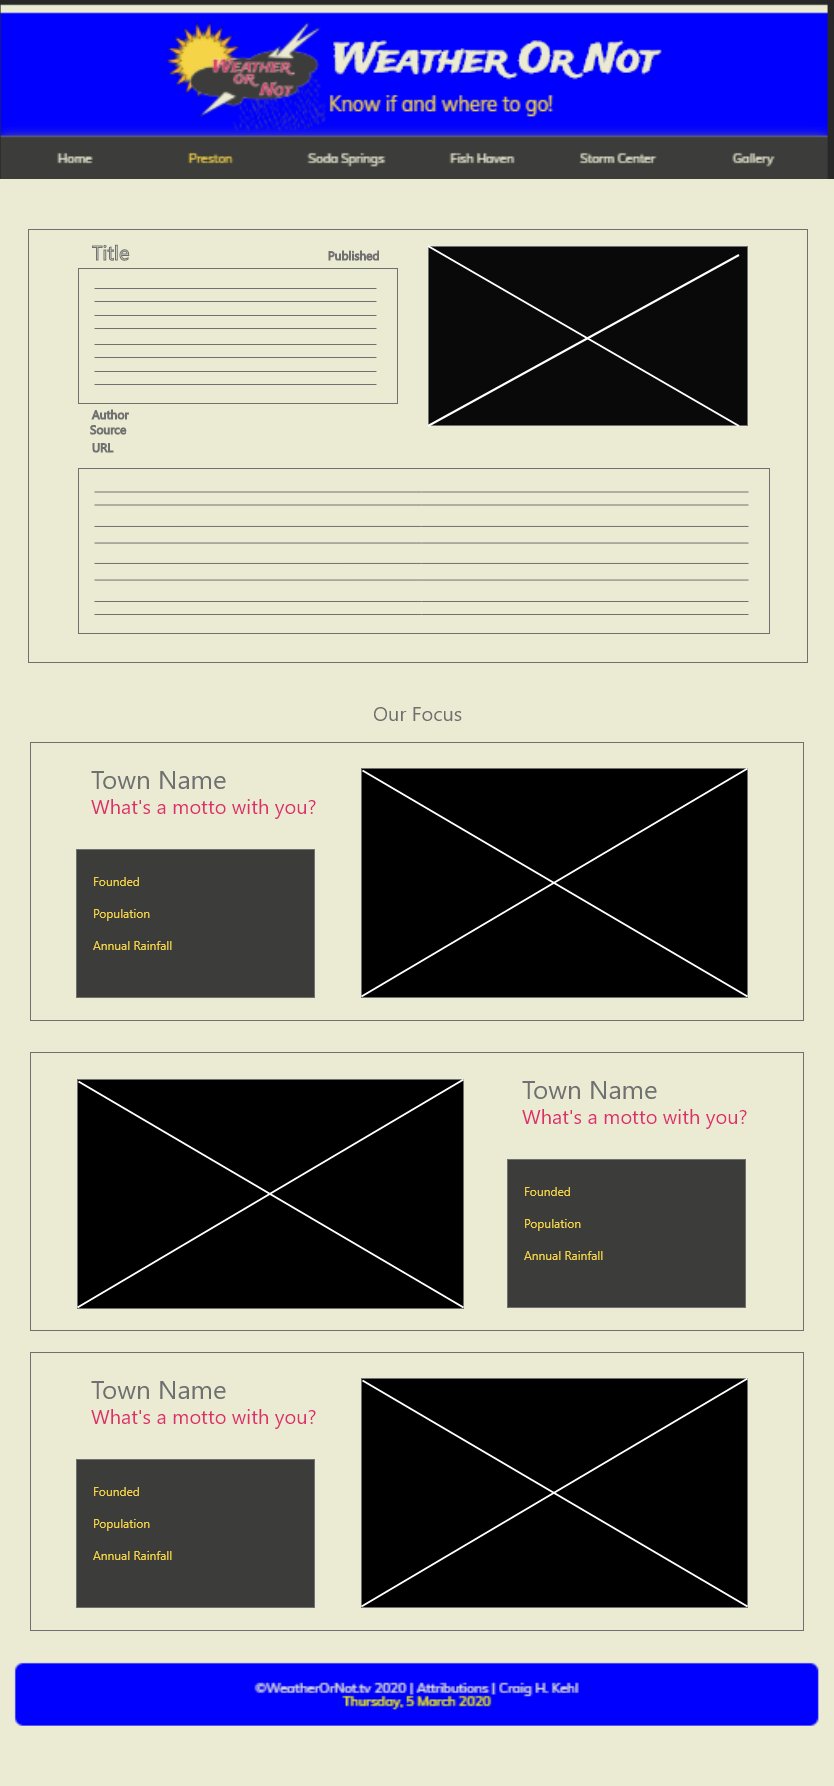 WEATHER
OR
NOT
WEATHER OR NOT
Know if and where to go!
Home Preston Soda Springs Fish Haven Storm Center Gallery
Title Published
Author
Source
URL
Our Focus
Town Name
What's a motto with you?
Founded
Population
Annual Rainfall
Town Name
What's a motto with you?
Founded
Population
Annual Rainfall
Town Name
What's a motto with you?
Founded
Population
Annual Rainfall
©WeatherOrNot.tv 2020 | Attributions | Craig H. Kehl
Thursday, 5 March 2020